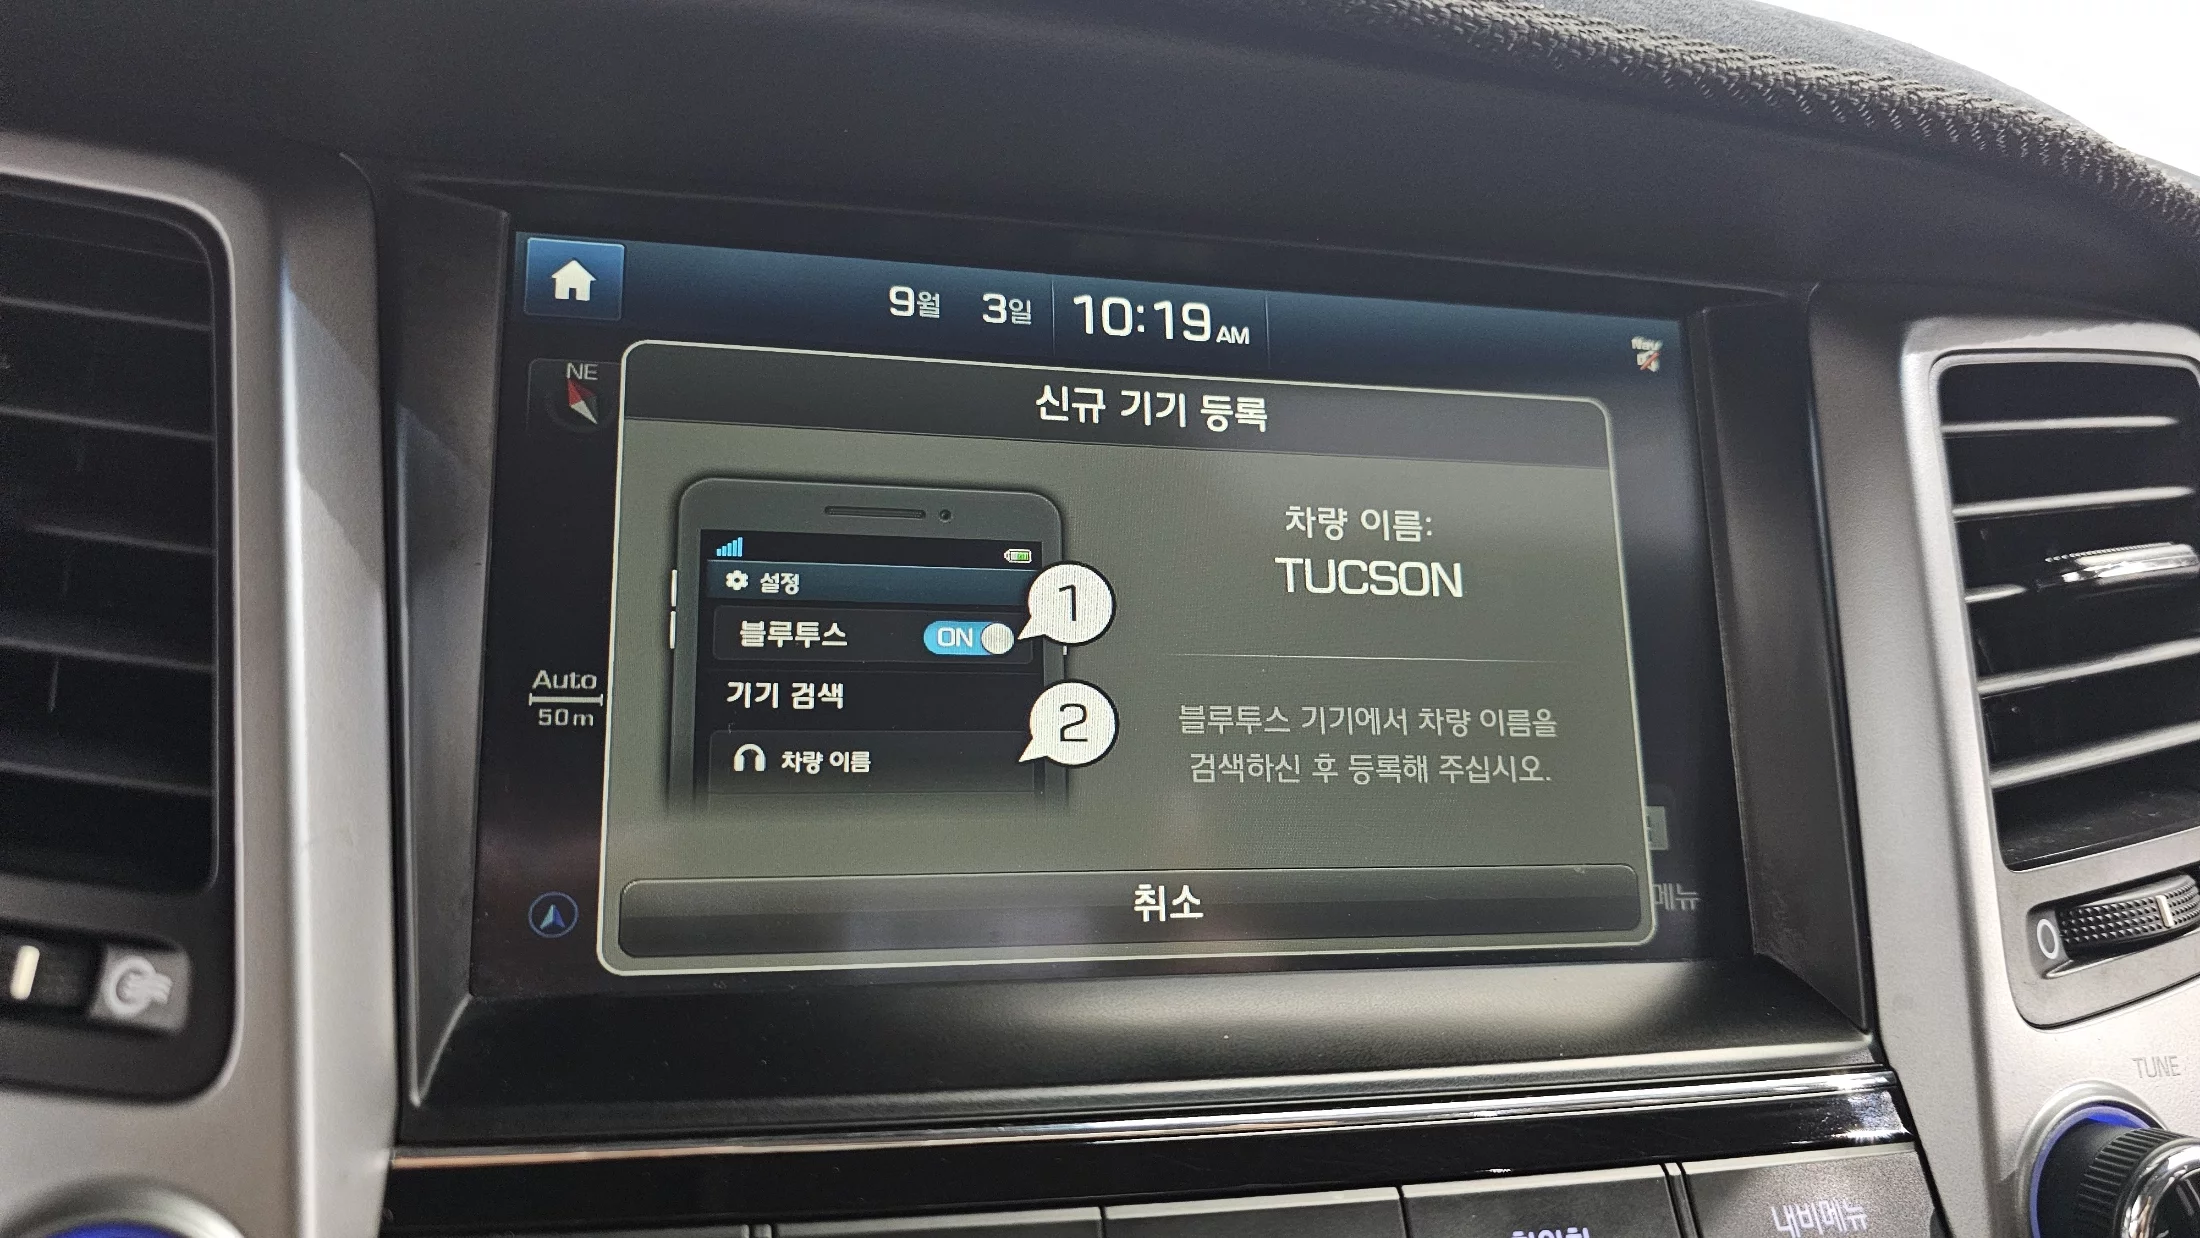 9월 3일 10:19 AM
Nav
신규 기기 등록
NE
차량 이름:
TUCSON
설정
블루투스 ON
1
기기 검색
2
차량 이름
블루투스 기기에서 차량 이름을
검색하신 후 등록해 주십시오.
Auto
50m
취소
메뉴
TUNE
내비메뉴